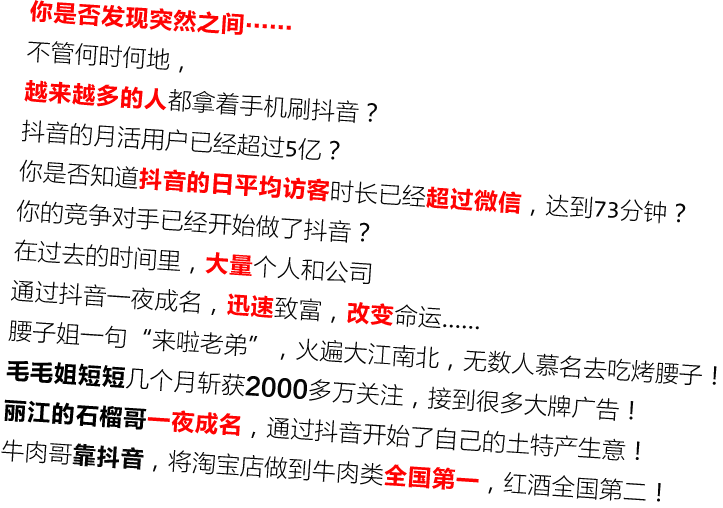 你是否发现突然之间……
不管何时何地，
越来越多的人都拿着手机刷抖音？
抖音的月活用户已经超过5亿？
你是否知道抖音的日平均访客时长已经超过微信，达到73分钟？
你的竞争对手已经开始做了抖音？
在过去的时间里，大量个人和公司
通过抖音一夜成名，迅速致富，改变命运……
腰子姐一句“来啦老弟”，火遍大江南北，无数人慕名去吃烤腰子！
毛毛姐短短几个月斩获2000多万关注，接到很多大牌广告！
丽江的石榴哥一夜成名，通过抖音开始了自己的土特产生意！
牛肉哥靠抖音，将淘宝店做到牛肉类全国第一，红酒全国第二！